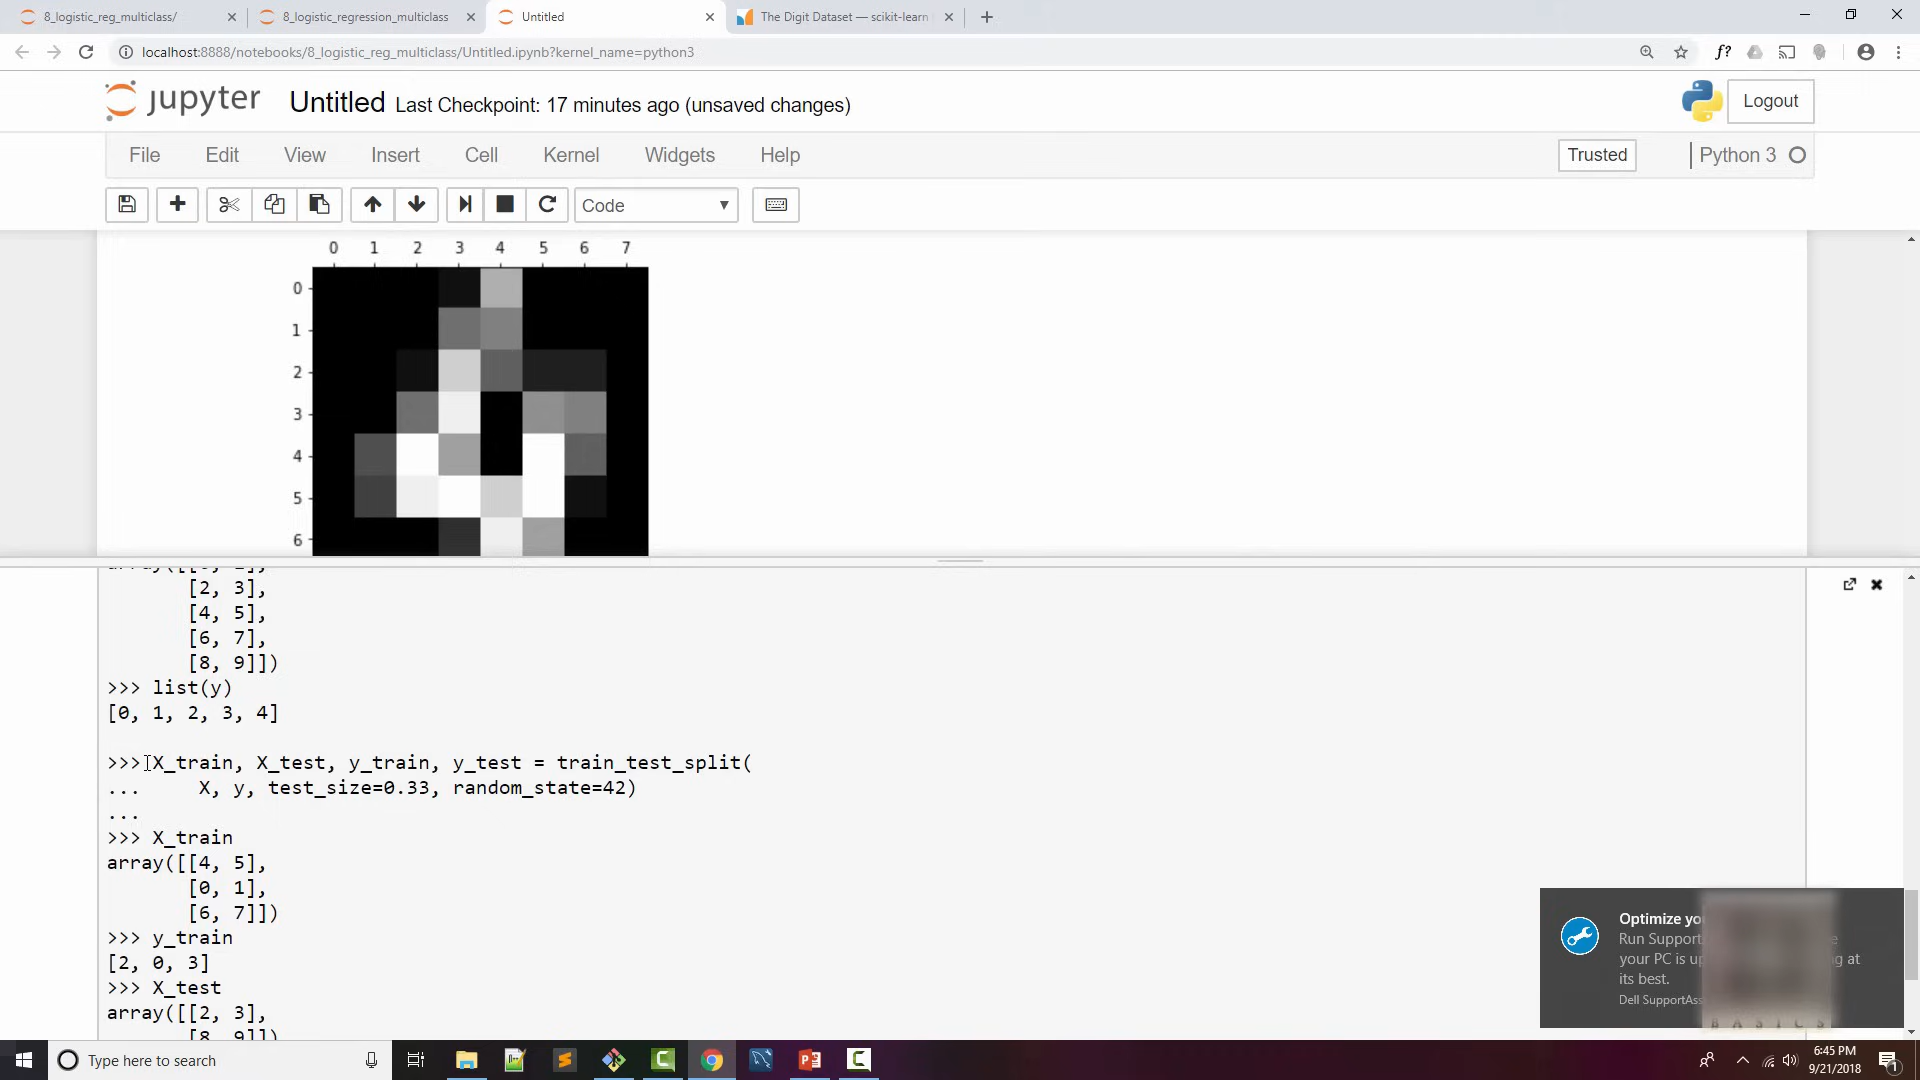 8_logistic_reg_multiclass/
8_logistic_regression_multiclass
Untitled
The Digit Dataset — scikit-learn
localhost:8888/notebooks/8_logistic_reg_multiclass/Untitled.ipynb?kernel_name=python3
f?
jupyter Untitled Last Checkpoint: 17 minutes ago (unsaved changes)
Logout
File Edit View Insert Cell Kernel Widgets Help
Trusted
Python 3
Code
0 1 2 3 4 5 6 7
0
1
2
3
4
5
6
[2, 3],
[4, 5],
[6, 7],
[8, 9]])
>>> list(y)
[0, 1, 2, 3, 4]
>>> X_train, X_test, y_train, y_test = train_test_split(
...     X, y, test_size=0.33, random_state=42)
...
>>> X_train
array([[4, 5],
[0, 1],
[6, 7]])
>>> y_train
[2, 0, 3]
>>> X_test
array([[2, 3],
[8, 9]])
Optimize
Run
your PC is at
its best.
Dell
BASICS
Type here to search
6:45 PM
9/21/2018
1